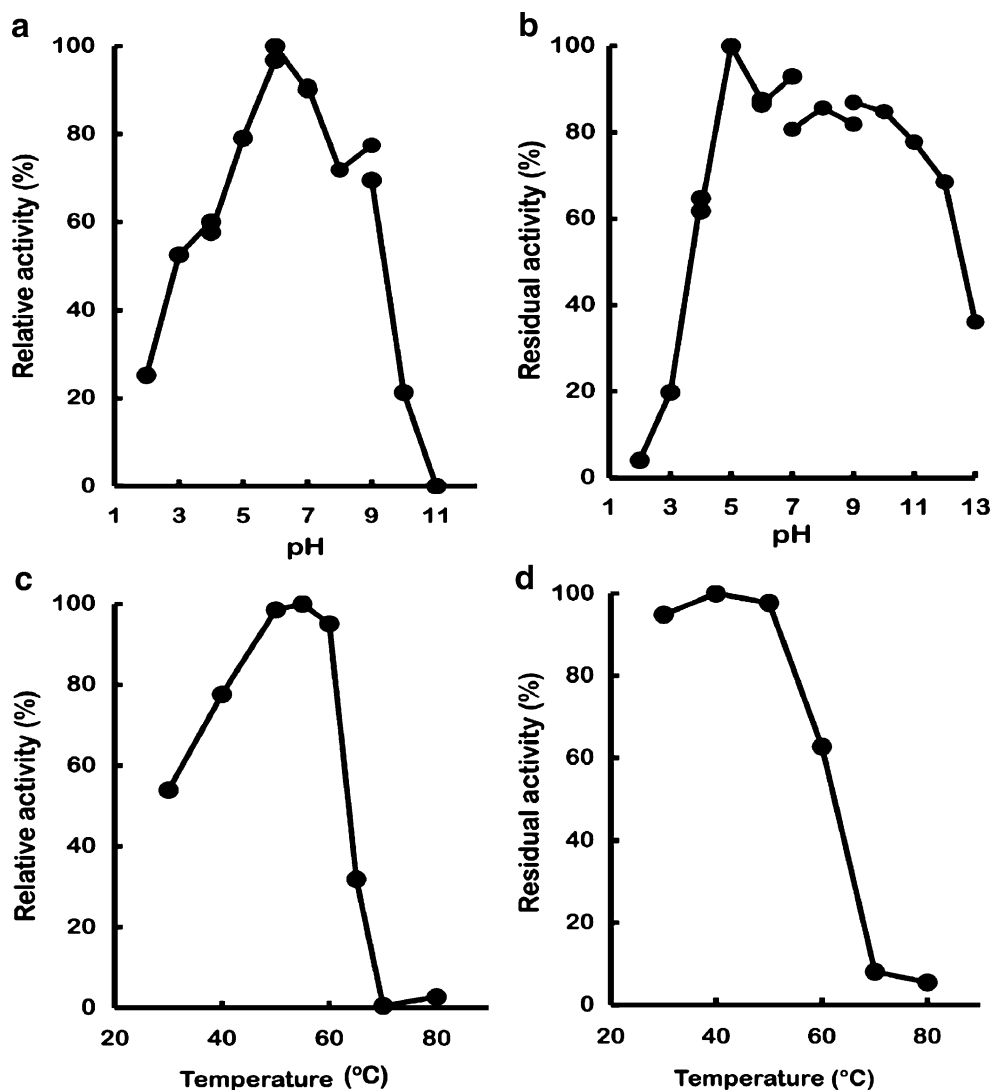 a
100
80
60
40
20
0
Relative activity (%)
1 3 5 7 9 11
pH
b
100
80
60
40
20
0
Residual activity (%)
1 3 5 7 9 11 13
pH
c
100
80
60
40
20
0
Relative activity (%)
20 40 60 80
Temperature (ºC)
d
100
80
60
40
20
0
Residual activity (%)
20 40 60 80
Temperature (°C)